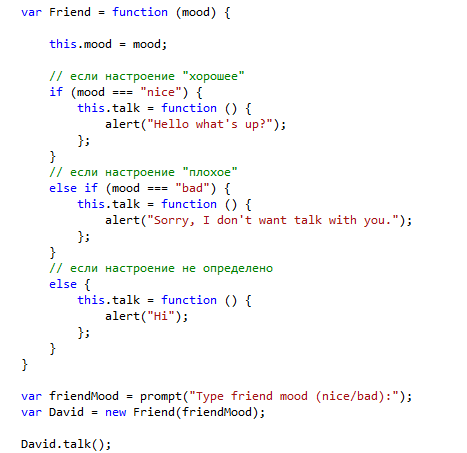 var Friend = function (mood) {
this.mood = mood;
// если настроение "хорошее"
if (mood === "nice") {
this.talk = function () {
alert("Hello what's up?");
};
}
// если настроение "плохое"
else if (mood === "bad") {
this.talk = function () {
alert("Sorry, I don't want talk with you.");
};
}
// если настроение не определено
else {
this.talk = function () {
alert("Hi");
};
}
}
var friendMood = prompt("Type friend mood (nice/bad):");
var David = new Friend(friendMood);
David.talk();